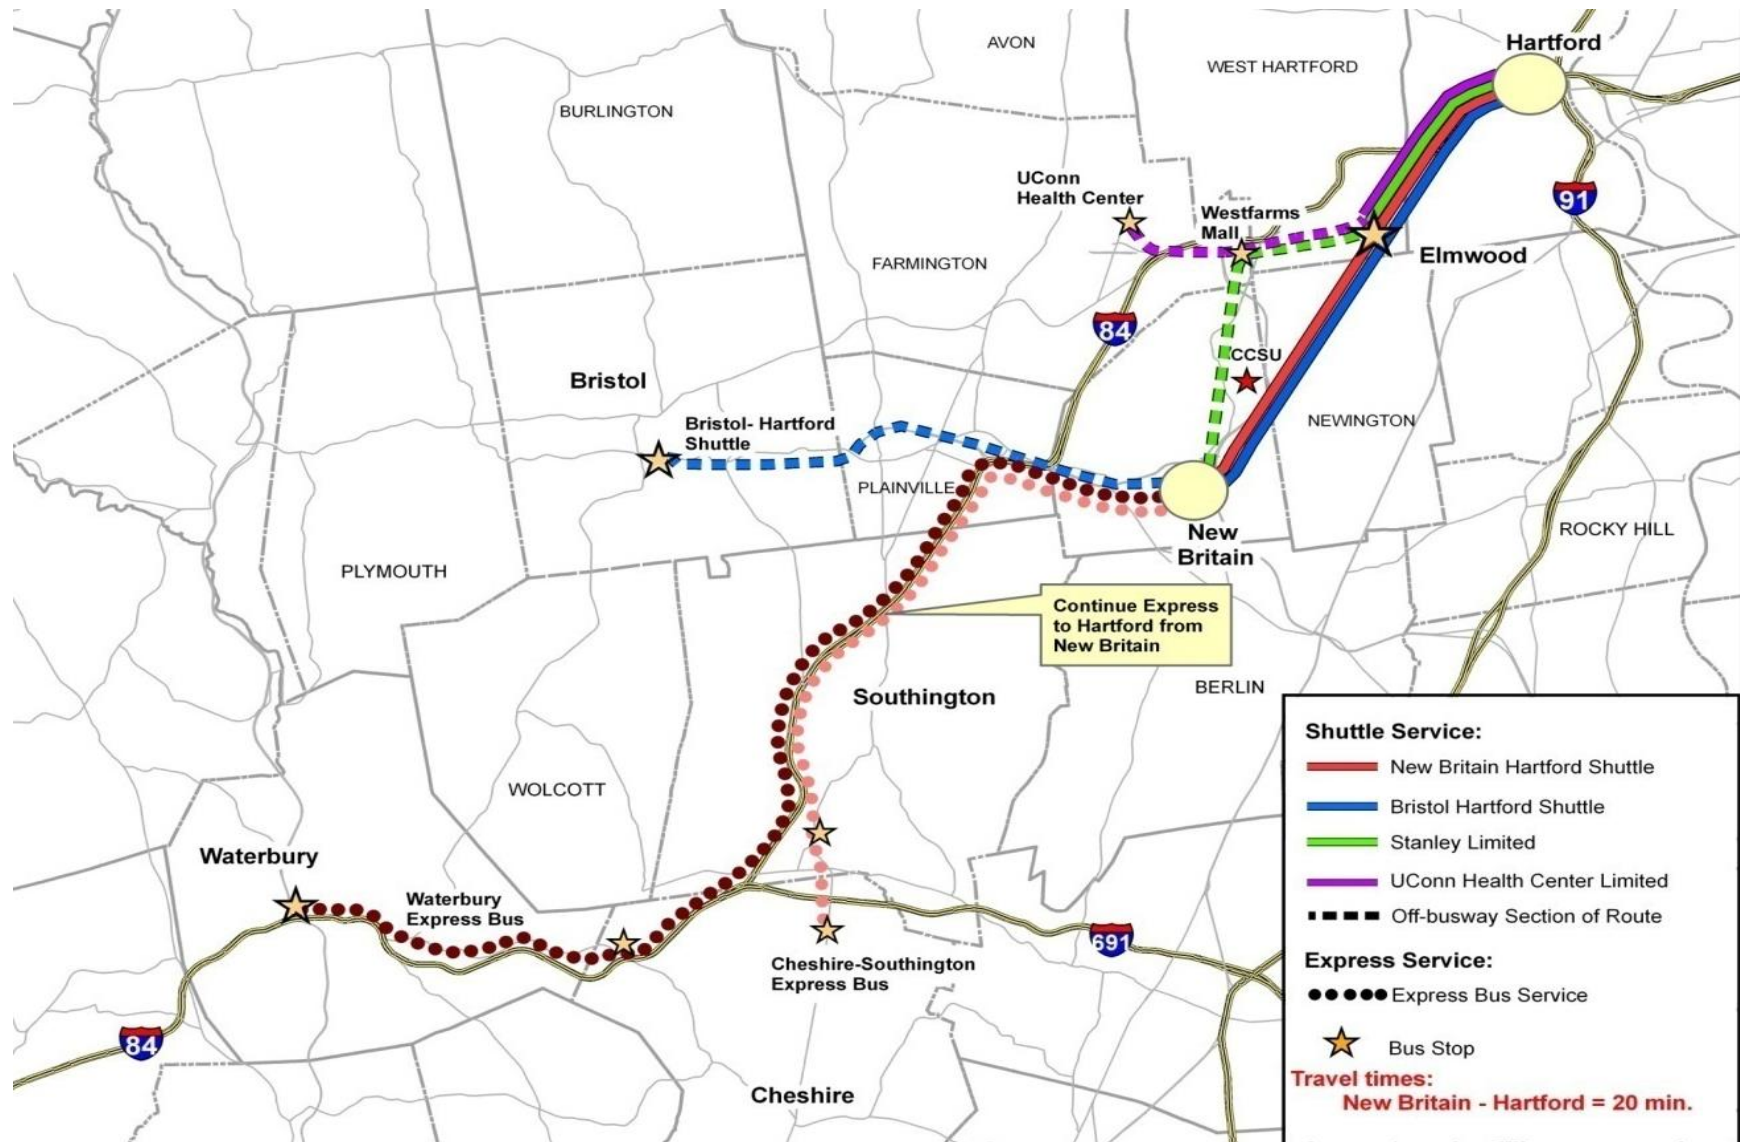 Hartford
AVON
WEST HARTFORD
BURLINGTON
UConn
Health Center
91
Westfarms
Mall
Elmwood
FARMINGTON
84
CCSU
Bristol
NEWINGTON
Bristol- Hartford
Shuttle
PLAINVILLE
New
Britain
ROCKY HILL
PLYMOUTH
Continue Express
to Hartford from
New Britain
BERLIN
Southington
WOLCOTT
Waterbury
Waterbury
Express Bus
691
Cheshire-Southington
Express Bus
84
Cheshire
Shuttle Service:
New Britain Hartford Shuttle
Bristol Hartford Shuttle
Stanley Limited
UConn Health Center Limited
Off-busway Section of Route
Express Service:
Express Bus Service
Bus Stop
Travel times:
New Britain - Hartford = 20 min.